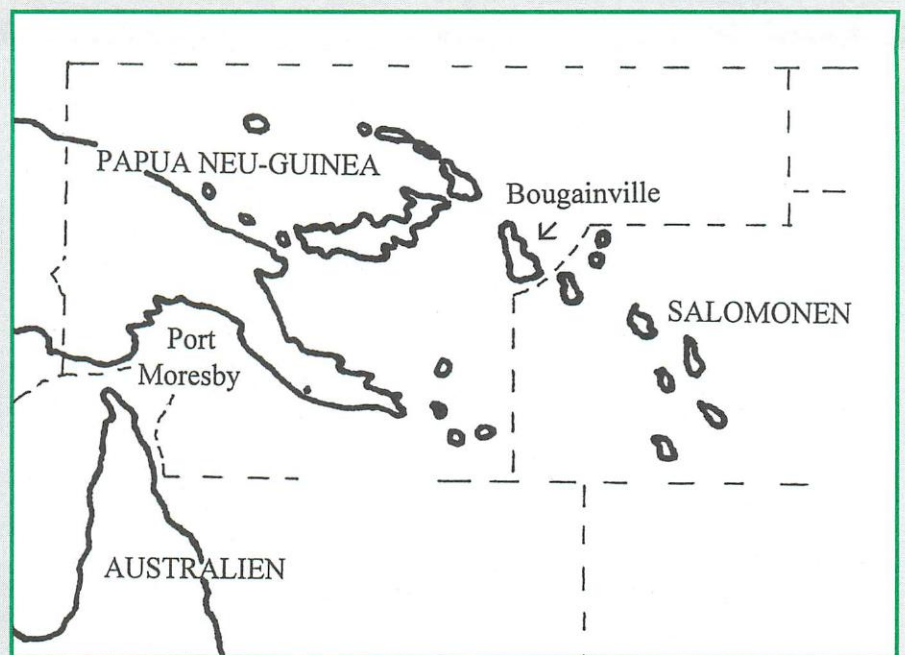 PAPUA NEU-GUINEA
Bougainville
SALOMONEN
Port
Moresby
AUSTRALIEN